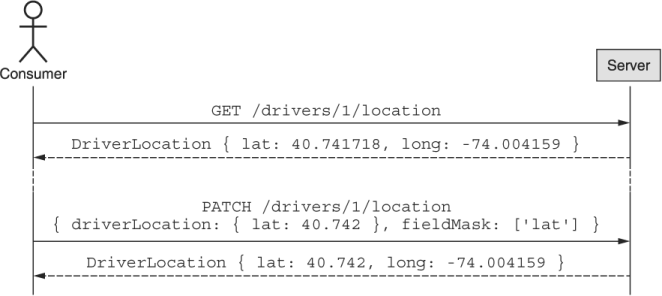 Consumer
Server
GET /drivers/1/location
DriverLocation { lat: 40.741718, long: -74.004159 }
PATCH /drivers/1/location
{ driverLocation: { lat: 40.742 }, fieldMask: ['lat'] }
DriverLocation { lat: 40.742, long: -74.004159 }